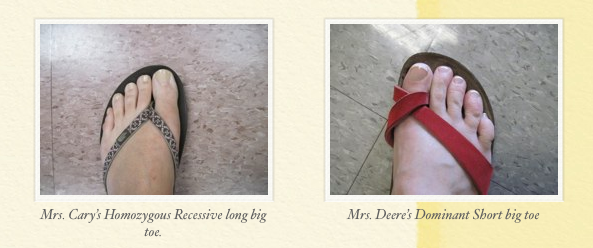 Mrs. Cary's Homozygous Recessive long big
toe.
Mrs. Deere's Dominant Short big toe